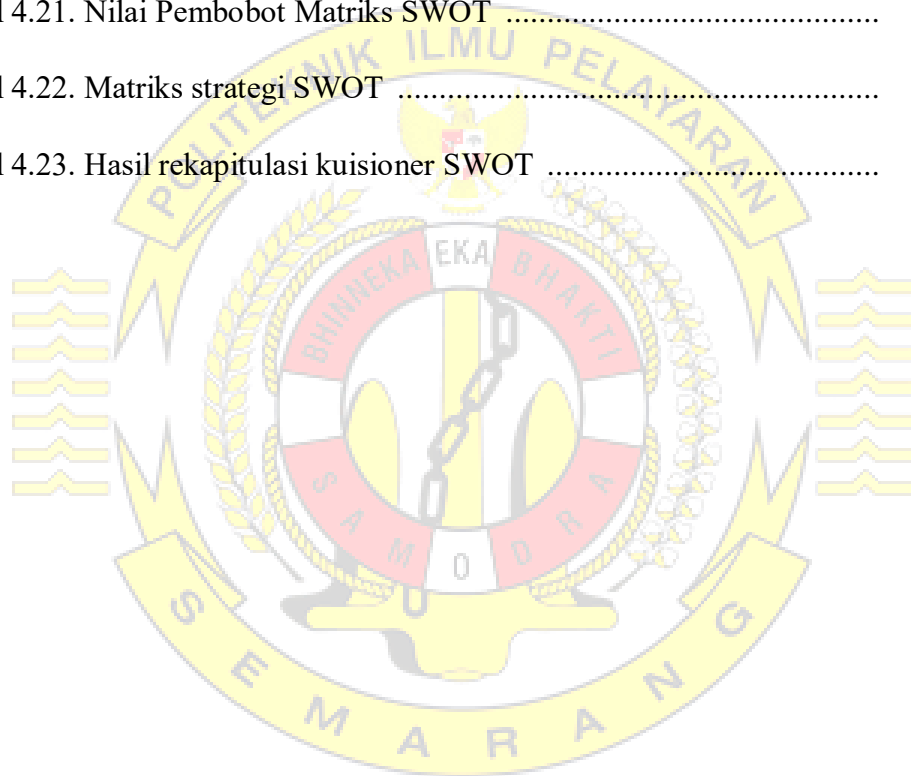 l 4.21. Nilai Pembobot Matriks SWOT ..............................................
l 4.22. Matriks strategi SWOT ...........................................................
l 4.23. Hasil rekapitulasi kuisioner SWOT .........................................
POLITEKNIK ILMU PELAYARAN
BHINNEKA EKA BHAKTI
SAMODRA
SEMARANG